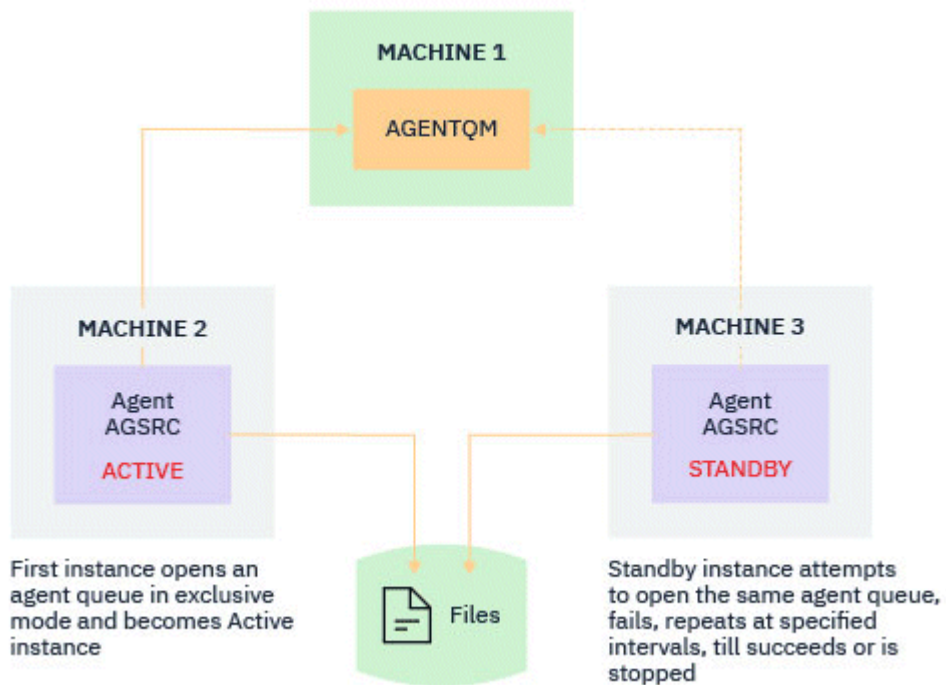 MACHINE 1
AGENTQM
MACHINE 2
Agent
AGSRC
ACTIVE
MACHINE 3
Agent
AGSRC
STANDBY
First instance opens an
agent queue in exclusive
mode and becomes Active
instance
Files
Standby instance attempts
to open the same agent queue,
fails, repeats at specified
intervals, till succeeds or is
stopped